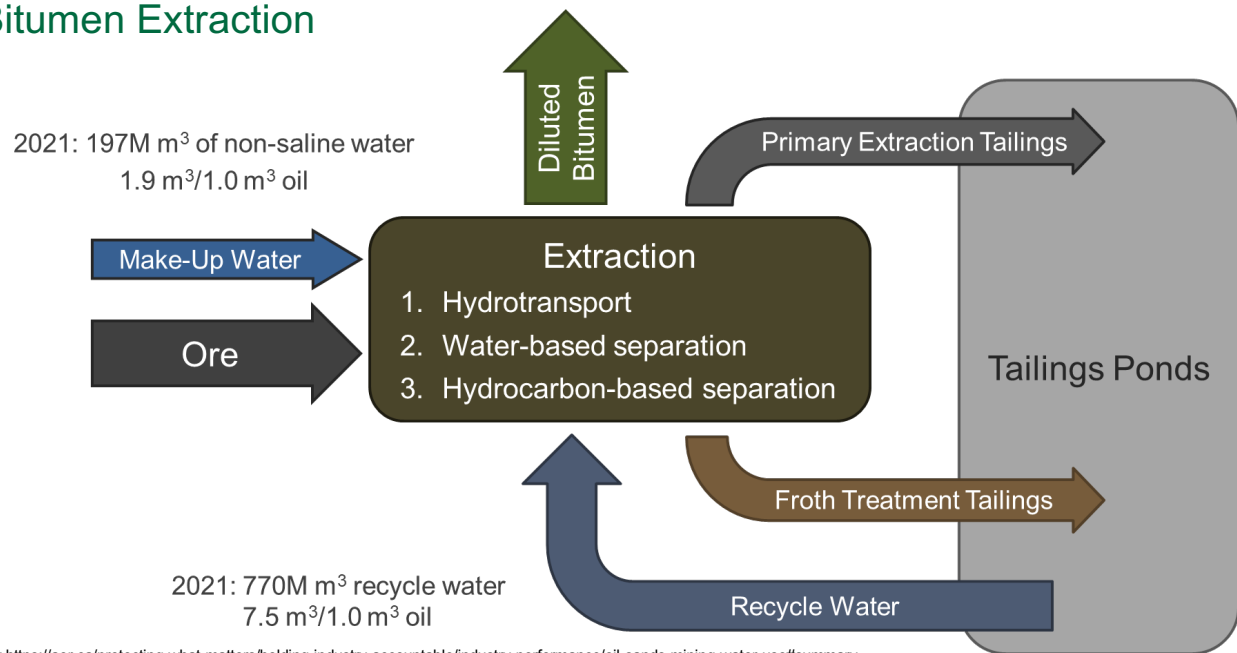 Bitumen Extraction
Diluted
Bitumen
2021: 197M m³ of non-saline water
1.9 m³/1.0 m³ oil
Primary Extraction Tailings
Make-Up Water
Extraction
1. Hydrotransport
2. Water-based separation
3. Hydrocarbon-based separation
Ore
Tailings Ponds
Froth Treatment Tailings
2021: 770M m³ recycle water
7.5 m³/1.0 m³ oil
Recycle Water